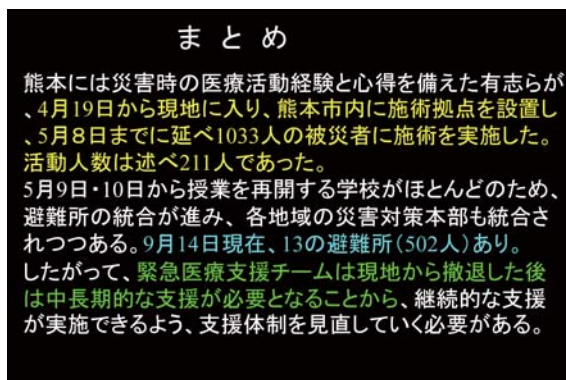 まとめ
熊本には災害時の医療活動経験と心得を備えた有志らが
、4月19日から現地に入り、熊本市内に施術拠点を設置し
、5月８日までに延べ1033人の被災者に施術を実施した。
活動人数は述べ211人であった。
5月9日・10日から授業を再開する学校がほとんどのため、
避難所の統合が進み、各地域の災害対策本部も統合さ
れつつある。9月14日現在、13の避難所（502人）あり。
したがって、緊急医療支援チームは現地から撤退した後
は中長期的な支援が必要となることから、継続的な支援
が実施できるよう、支援体制を見直していく必要がある。